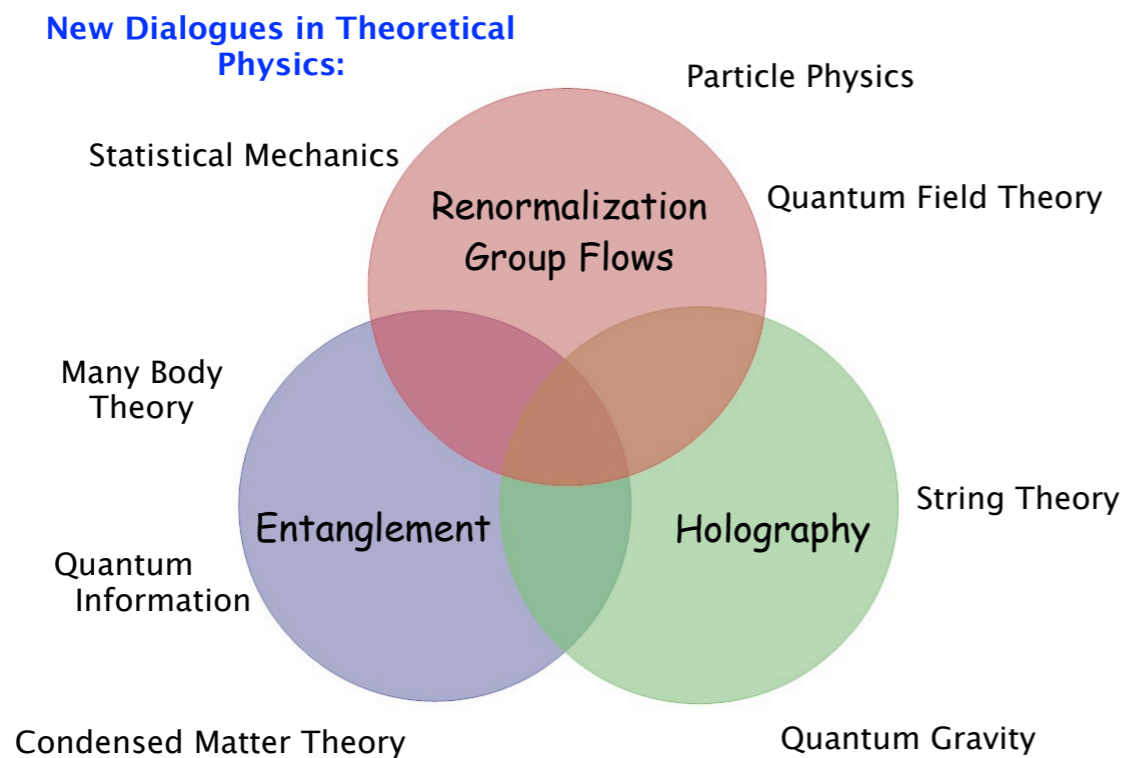 New Dialogues in Theoretical
Physics:
Particle Physics
Statistical Mechanics
Quantum Field Theory
Renormalization
Group Flows
Many Body
Theory
Entanglement
Holography
String Theory
Quantum
Information
Condensed Matter Theory
Quantum Gravity